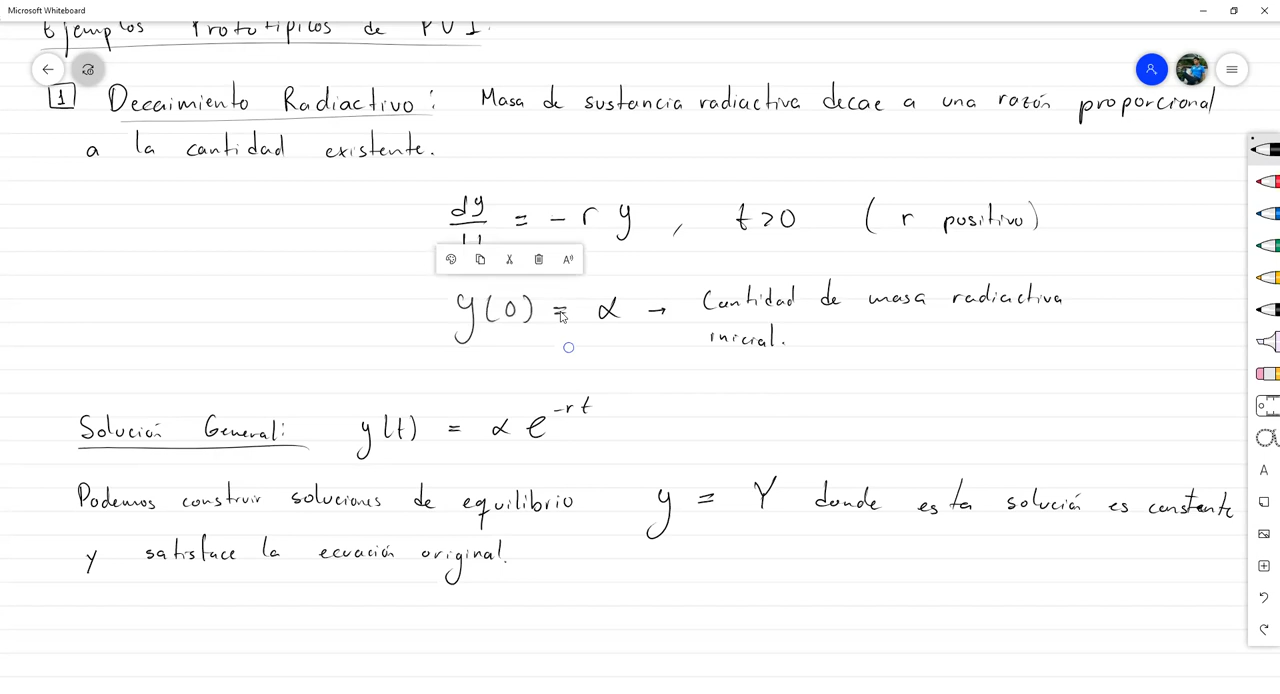 Microsoft Whiteboard
Ejemplos Prototípicos de PVI.
1 Decaimiento Radiactivo: Masa de sustancia radiactiva decae a una razón proporcional
a la cantidad existente.
dy/dt = - r y , t > 0 ( r positivo)
y(0) = α → Cantidad de masa radiactiva
inicial.
Solución General: y(t) = α e^{-rt}
Podemos construir soluciones de equilibrio y = Y donde esta solución es constante
y satisface la ecuación original.